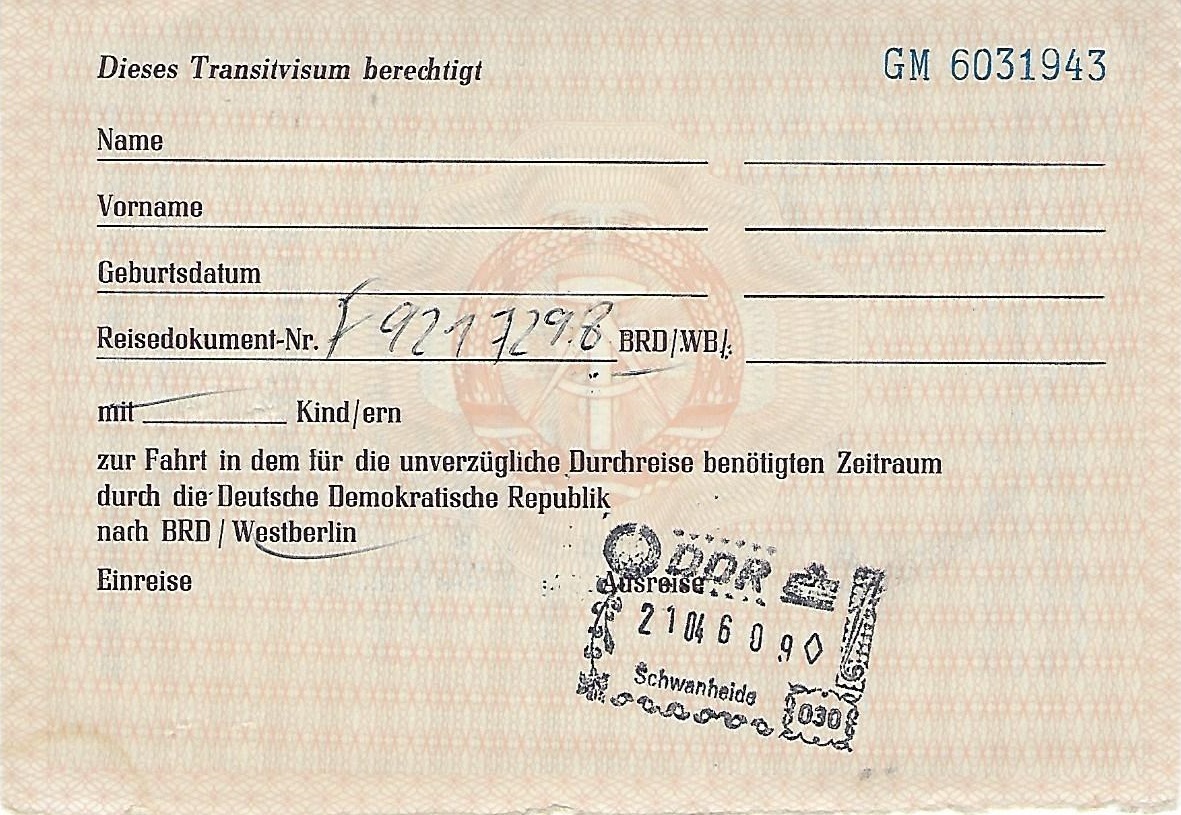 Dieses Transitvisum berechtigt GM 6031943
Name
Vorname
Geburtsdatum
Reisedokument-Nr. F 9217298 BRD/WB/:
mit Kind/ern
zur Fahrt in dem für die unverzügliche Durchreise benötigten Zeitraum
durch die Deutsche Demokratische Republik
nach BRD / Westberlin
Einreise Ausreise
DDR
21 04 6 0 9 ◊
Schwanheide
030